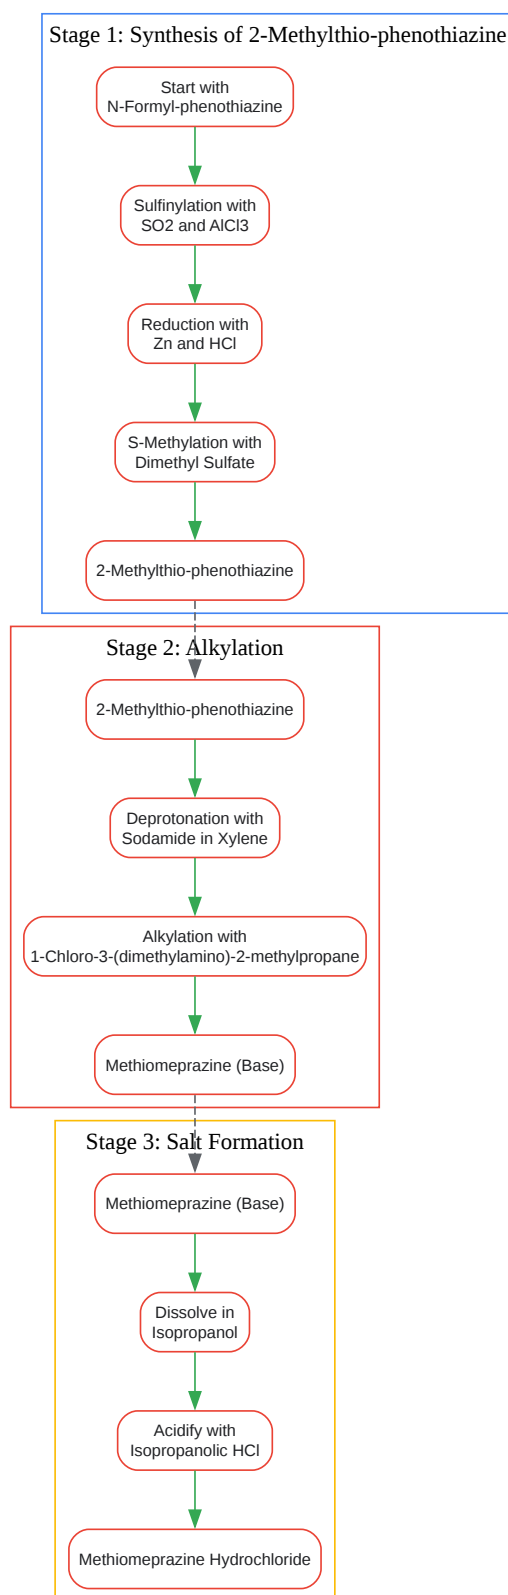 Stage 1: Synthesis of 2-Methylthio-phenothiazine
Start with
N-Formyl-phenothiazine
Sulfinylation with
SO2 and AlCl3
Reduction with
Zn and HCl
S-Methylation with
Dimethyl Sulfate
2-Methylthio-phenothiazine
Stage 2: Alkylation
2-Methylthio-phenothiazine
Deprotonation with
Sodamide in Xylene
Alkylation with
1-Chloro-3-(dimethylamino)-2-methylpropane
Methiomeprazine (Base)
Stage 3: Salt Formation
Methiomeprazine (Base)
Dissolve in
Isopropanol
Acidify with
Isopropanolic HCl
Methiomeprazine Hydrochloride